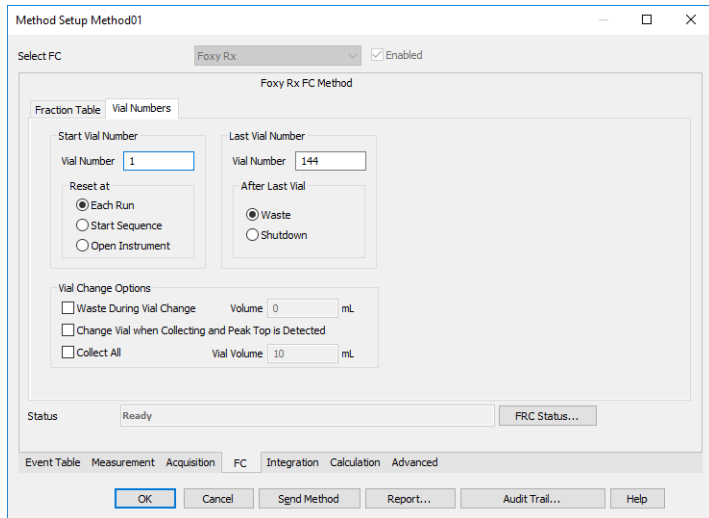 Method Setup Method01
Select FC Foxy Rx Enabled
Foxy Rx FC Method
Fraction Table Vial Numbers
Start Vial Number Last Vial Number
Vial Number 1 Vial Number 144
Reset at After Last Vial
Each Run
Waste
Start Sequence
Shutdown
Open Instrument
Vial Change Options
Waste During Vial Change Volume 0 mL
Change Vial when Collecting and Peak Top is Detected
Collect All Vial Volume 10 mL
Status Ready FRC Status...
Event Table Measurement Acquisition FC Integration Calculation Advanced
OK Cancel Send Method Report... Audit Trail... Help